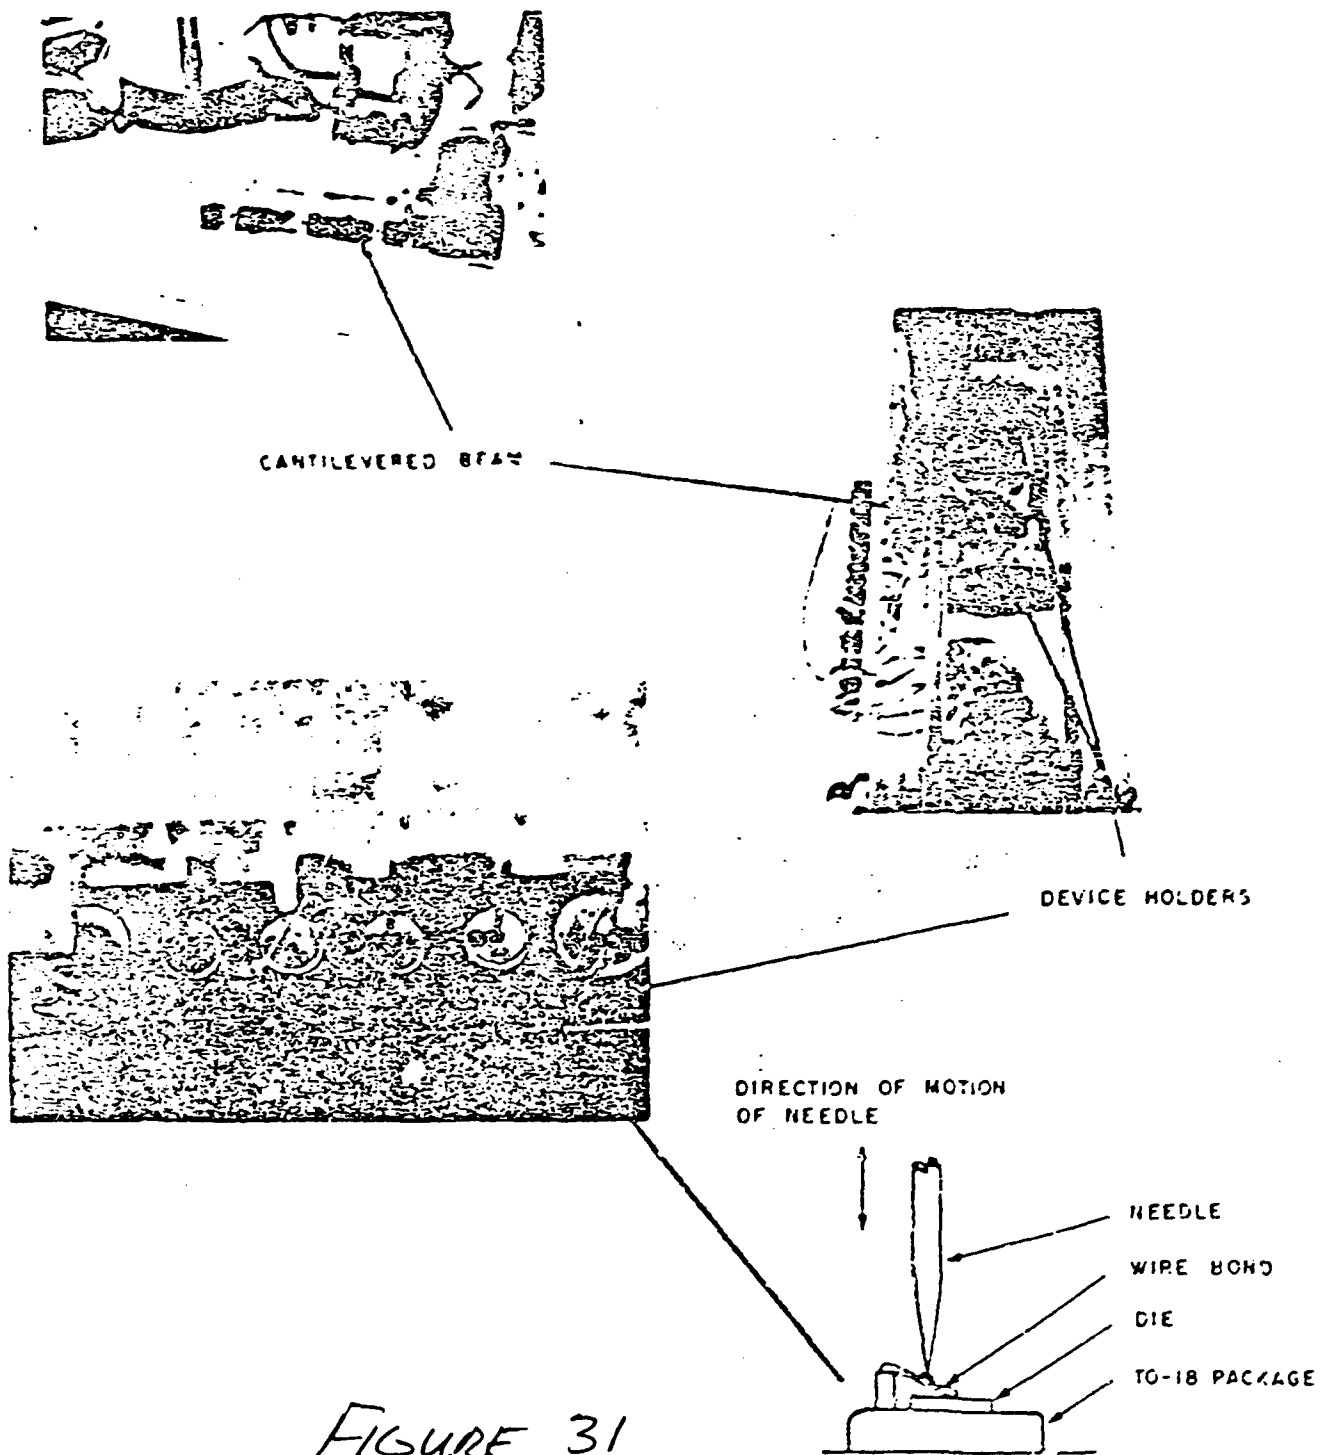 CANTILEVERED BEAM
DEVICE HOLDERS
DIRECTION OF MOTION
OF NEEDLE
NEEDLE
WIRE BOND
DIE
TO-18 PACKAGE
FIGURE 31